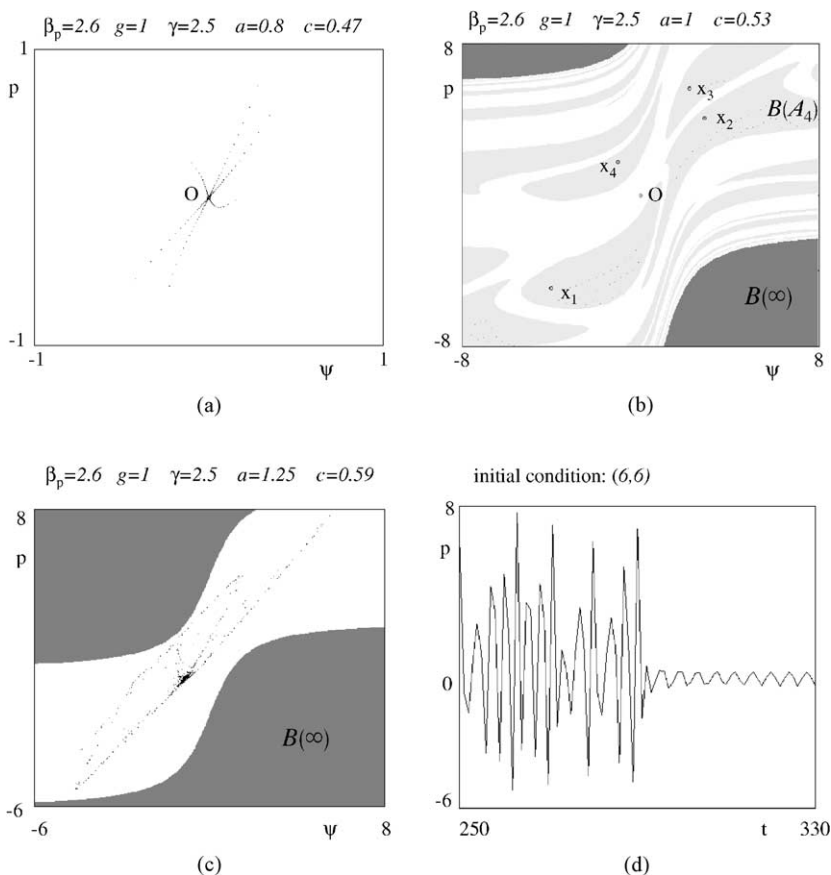 β_p=2.6 g=1 γ=2.5 a=0.8 c=0.47
1
p
O
-1
-1
ψ
1
(a)
β_p=2.6 g=1 γ=2.5 a=1 c=0.53
8
p
x_3
x_2
B(A_4)
x_4
O
x_1
B(∞)
-8
-8
ψ
8
(b)
β_p=2.6 g=1 γ=2.5 a=1.25 c=0.59
8
p
B(∞)
-6
-6
ψ
8
(c)
initial condition: (6,6)
8
p
0
-6
250
t
330
(d)